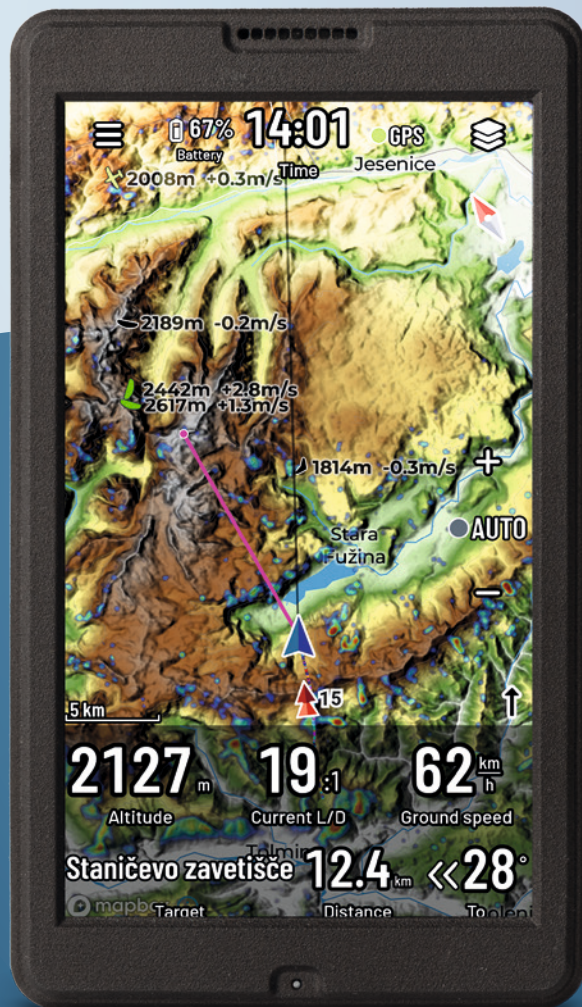 67% 14:01 GPS
Battery
Time
Jesenice
2008m +0.3m/s
2189m -0.2m/s
2442m +2.8m/s
2617m +1.3m/s
1814m -0.3m/s
+
Stara
Fužina
AUTO
−
15
5 km
2127 m 19 :1 62 km/h
Altitude Current L/D Ground speed
Staničevo zavetišče 12.4 km <<28°
Target Distance To